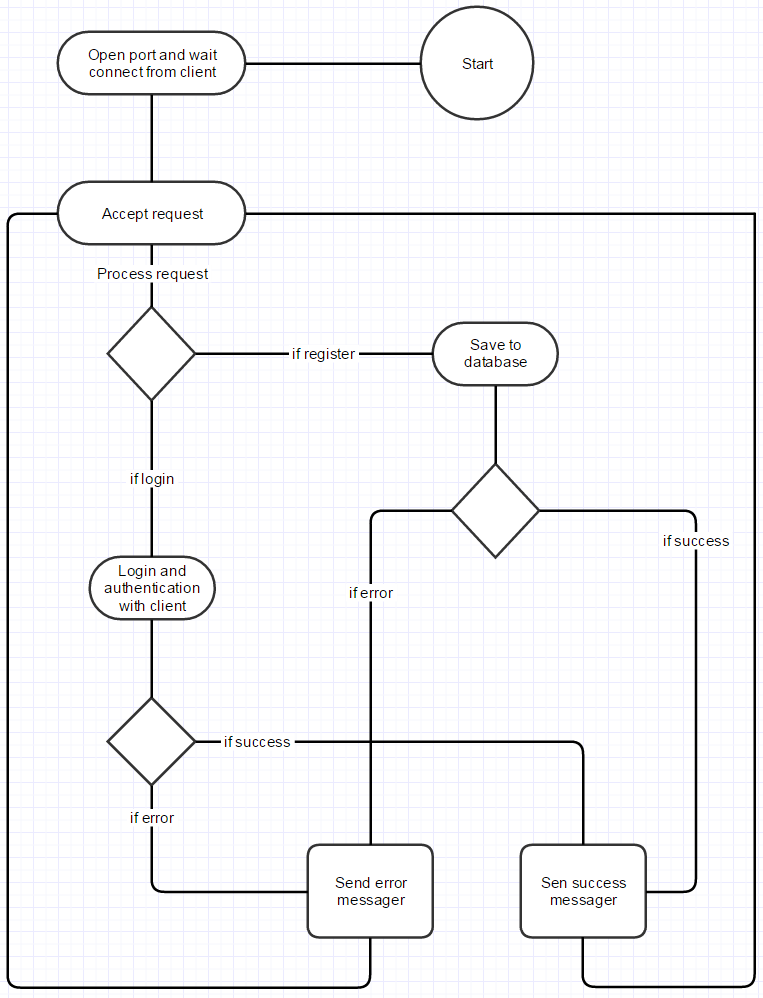 Open port and wait
connect from client
Start
Accept request
Process request
if register
Save to
database
if login
if success
Login and
authentication
with client
if error
if success
if error
Send error
messager
Sen success
messager